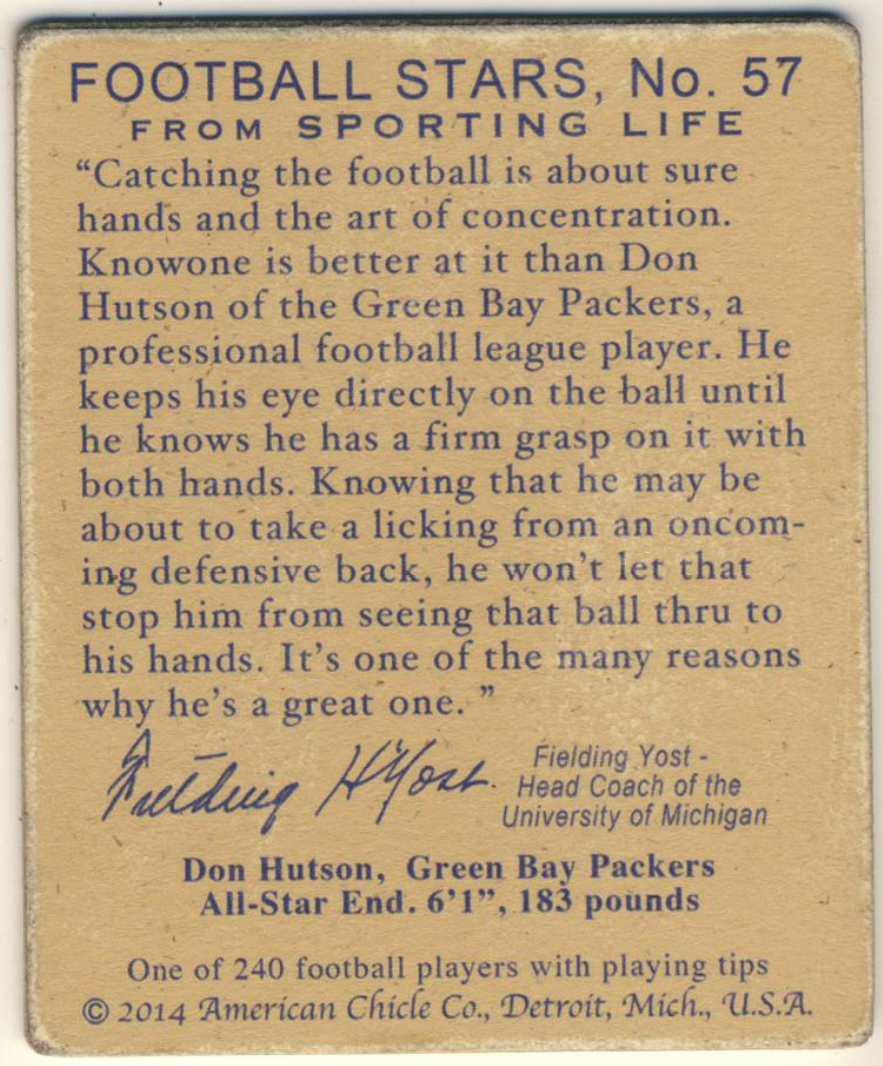 FOOTBALL STARS, No. 57
FROM SPORTING LIFE
“Catching the football is about sure
hands and the art of concentration.
Knowone is better at it than Don
Hutson of the Green Bay Packers, a
professional football league player. He
keeps his eye directly on the ball until
he knows he has a firm grasp on it with
both hands. Knowing that he may be
about to take a licking from an oncom-
ing defensive back, he won't let that
stop him from seeing that ball thru to
his hands. It's one of the many reasons
why he's a great one. ”
Fielding H Yost.
Fielding Yost -
Head Coach of the
University of Michigan
Don Hutson, Green Bay Packers
All-Star End. 6'1”, 183 pounds
One of 240 football players with playing tips
© 2014 American Chicle Co., Detroit, Mich., U.S.A.